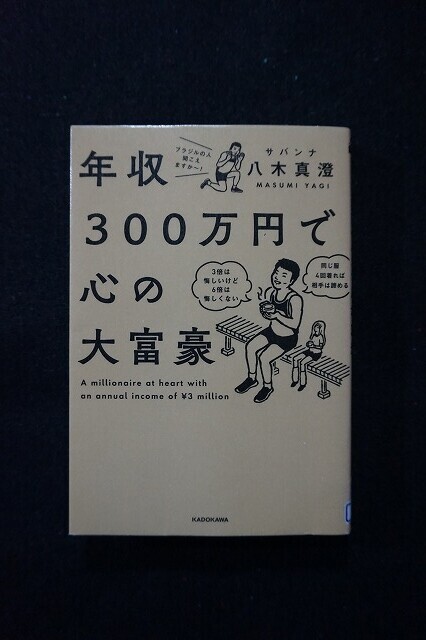 年収
ブラジルの人
聞こえ
ますか〜!
サバンナ
八木真澄
MASUMI YAGI
300万円で
心の
大富豪
3倍は
悔しいけど
6倍は
悔しくない
同じ服
4回着れば
相手は諦める
A millionaire at heart with
an annual income of ¥3 million
KADOKAWA